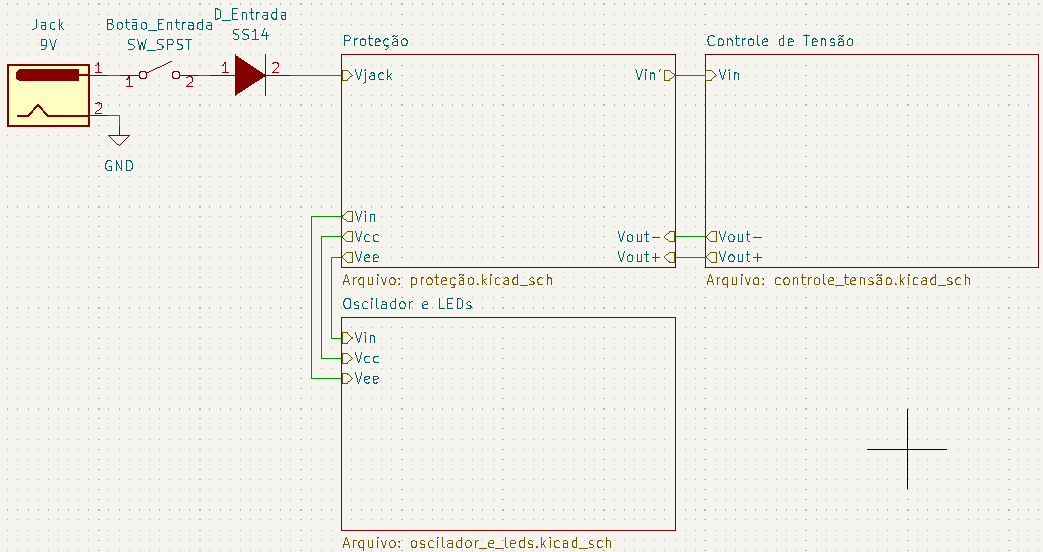 Jack
9V
1
2
GND
Botão_Entrada
SW_SPST
1
2
D_Entrada
SS14
1
2
Proteção
Vjack
Vin'
Vin
Vcc
Vee
Vout-
Vout+
Arquivo: proteção.kicad_sch
Controle de Tensão
Vin
Vout-
Vout+
Arquivo: controle_tensão.kicad_sch
Oscilador e LEDs
Vin
Vcc
Vee
Arquivo: oscilador_e_leds.kicad_sch